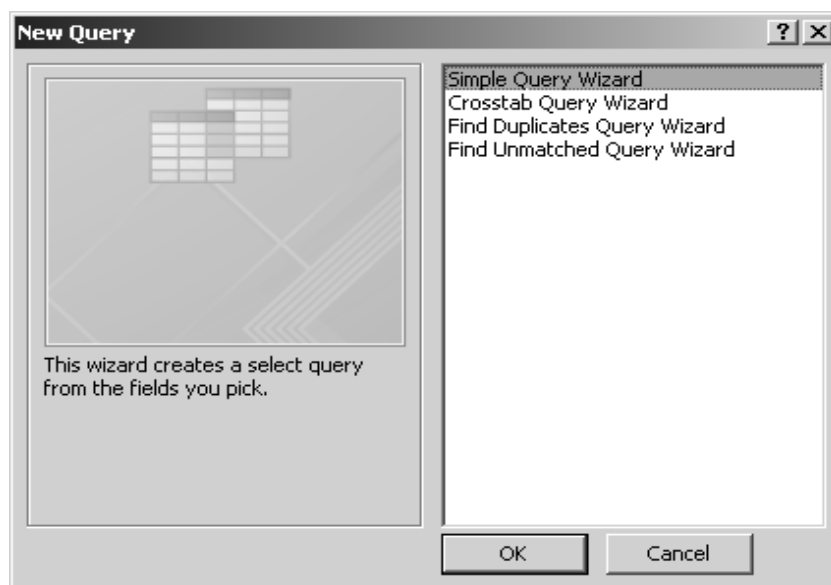 New Query
Simple Query Wizard
Crosstab Query Wizard
Find Duplicates Query Wizard
Find Unmatched Query Wizard
This wizard creates a select query
from the fields you pick.
OK
Cancel